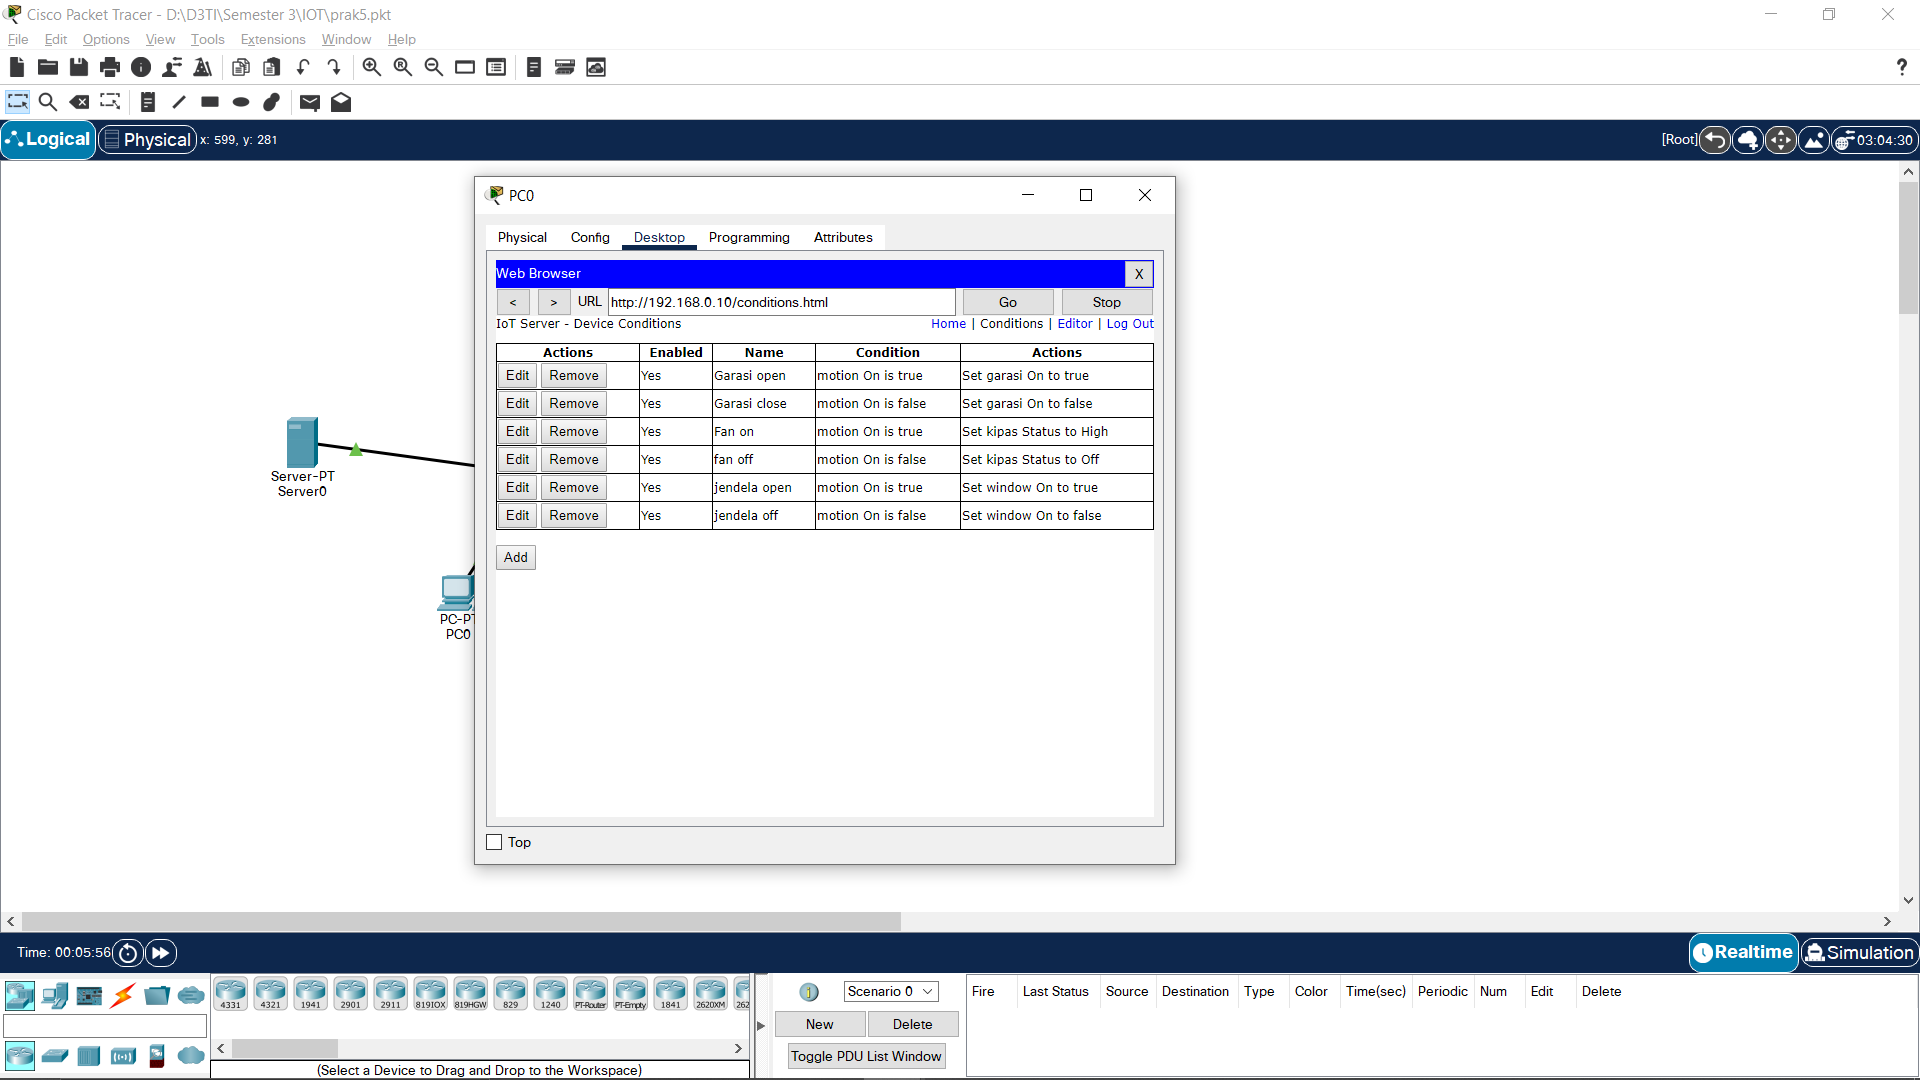 Cisco Packet Tracer - D:\D3TI\Semester 3\IOT\prak5.pkt
File Edit Options View Tools Extensions Window Help
Logical Physical x: 599, y: 281 [Root] 03:04:30
PC0
Physical Config Desktop Programming Attributes
Web Browser X
< > URL http://192.168.0.10/conditions.html Go Stop
IoT Server - Device Conditions Home | Conditions | Editor | Log Out
Actions Enabled Name Condition Actions
Edit Remove Yes Garasi open motion On is true Set garasi On to true
Edit Remove Yes Garasi close motion On is false Set garasi On to false
Edit Remove Yes Fan on motion On is true Set kipas Status to High
Edit Remove Yes fan off motion On is false Set kipas Status to Off
Edit Remove Yes jendela open motion On is true Set window On to true
Edit Remove Yes jendela off motion On is false Set window On to false
Add
Server-PT
Server0
PC-PT
PC0
Top
Time: 00:05:56 Realtime Simulation
4331 4321 1941 2901 2911 819IOX 819HGW 829 1240 PT-Router PT-Empty 1841 2620XM 262
Scenario 0
New Delete
Toggle PDU List Window
Fire Last Status Source Destination Type Color Time(sec) Periodic Num Edit Delete
(Select a Device to Drag and Drop to the Workspace)